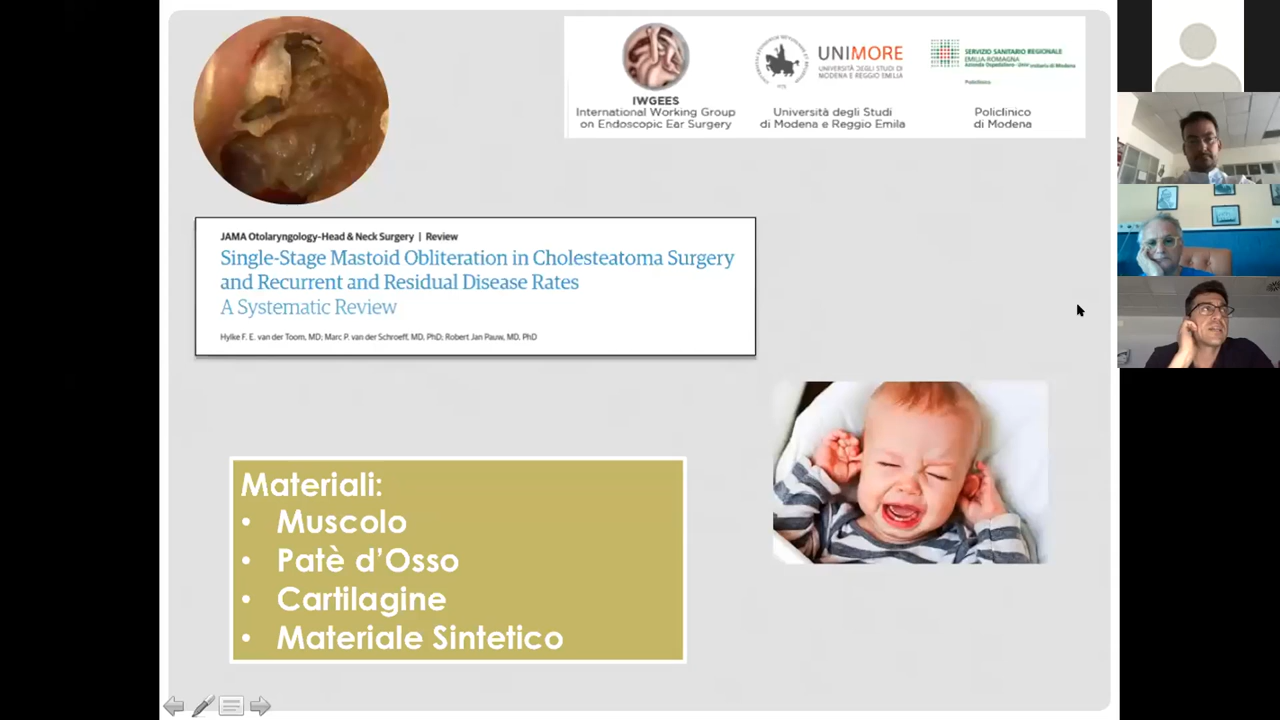 IWGEES
International Working Group
on Endoscopic Ear Surgery
UNIMORE
UNIVERSITÀ DEGLI STUDI DI
MODENA E REGGIO EMILIA
Università degli Studi
di Modena e Reggio Emila
SERVIZIO SANITARIO REGIONALE
EMILIA-ROMAGNA
Policlinico
di Modena
JAMA Otolaryngology-Head & Neck Surgery | Review
Single-Stage Mastoid Obliteration in Cholesteatoma Surgery
and Recurrent and Residual Disease Rates
A Systematic Review
Hylke F. E. van der Toom, MD; Marc P. van der Schroeff, MD, PhD; Robert Jan Pauw, MD, PhD
Materiali:
• Muscolo
• Patè d’Osso
• Cartilagine
• Materiale Sintetico